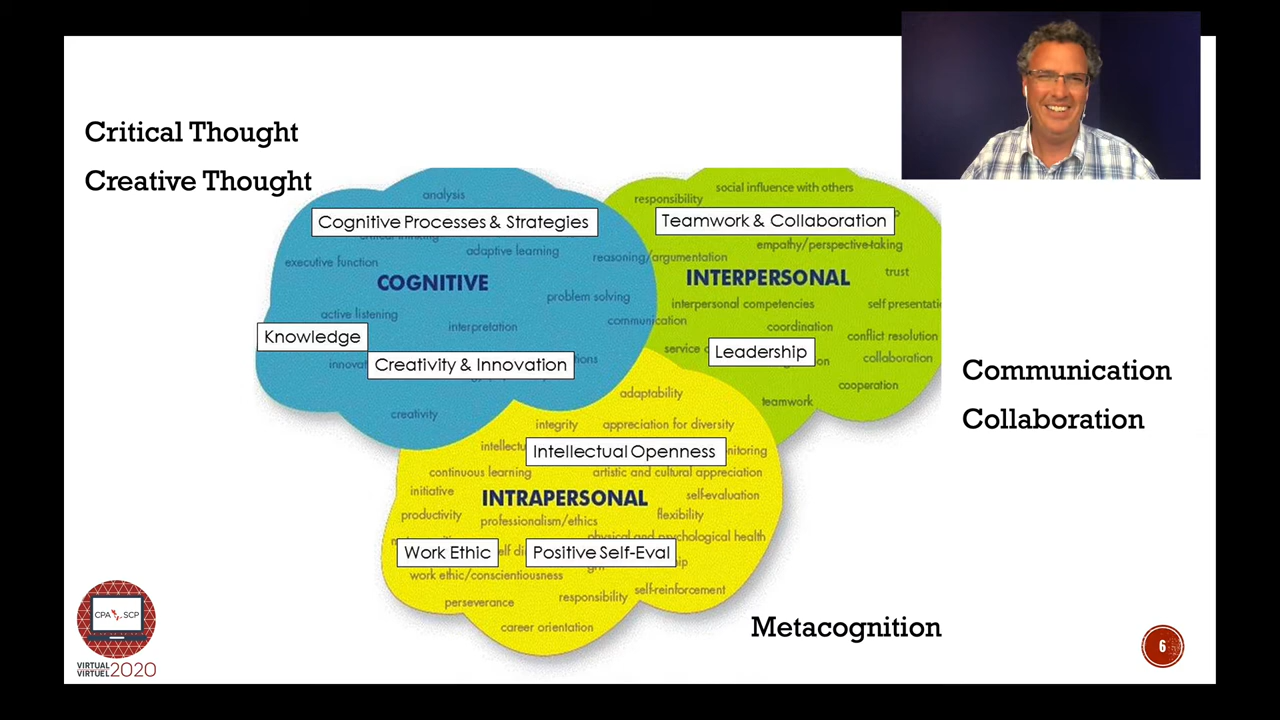 Critical Thought
Creative Thought
analysis
Cognitive Processes & Strategies
adaptive learning
executive function
COGNITIVE
problem solving
active listening
interpretation
Knowledge
Creativity & Innovation
creativity
social influence with others
responsibility
Teamwork & Collaboration
empathy/perspective-taking
reasoning/argumentation
trust
INTERPERSONAL
interpersonal competencies
communication
coordination
conflict resolution
Leadership
collaboration
cooperation
teamwork
Communication
Collaboration
adaptability
integrity
appreciation for diversity
Intellectual Openness
continuous learning
artistic and cultural appreciation
initiative
INTRAPERSONAL
self-evaluation
productivity
professionalism/ethics
flexibility
physical and psychological health
Work Ethic
Positive Self-Eval
work ethic/conscientiousness
perseverance
responsibility
self-reinforcement
career orientation
Metacognition
CPA SCP
VIRTUAL
VIRTUEL 2020
6